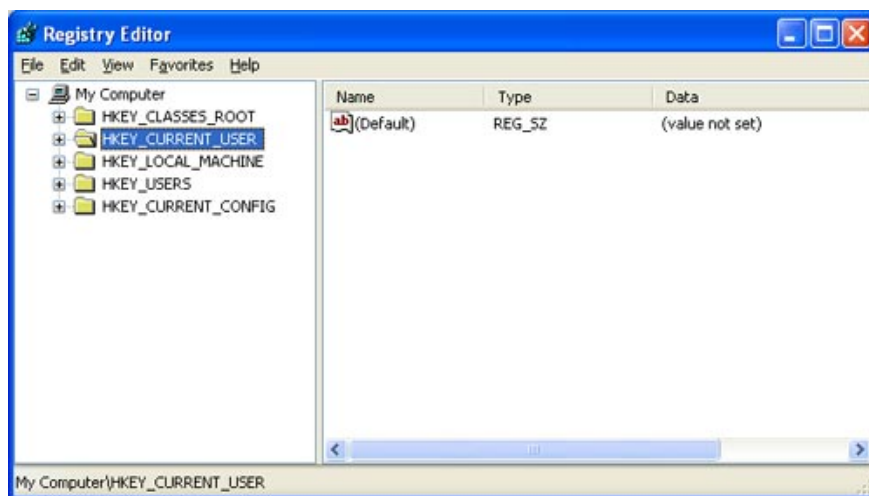 Registry Editor
File Edit View Favorites Help
My Computer
HKEY_CLASSES_ROOT
HKEY_CURRENT_USER
HKEY_LOCAL_MACHINE
HKEY_USERS
HKEY_CURRENT_CONFIG
Name Type Data
ab (Default) REG_SZ (value not set)
My Computer\HKEY_CURRENT_USER